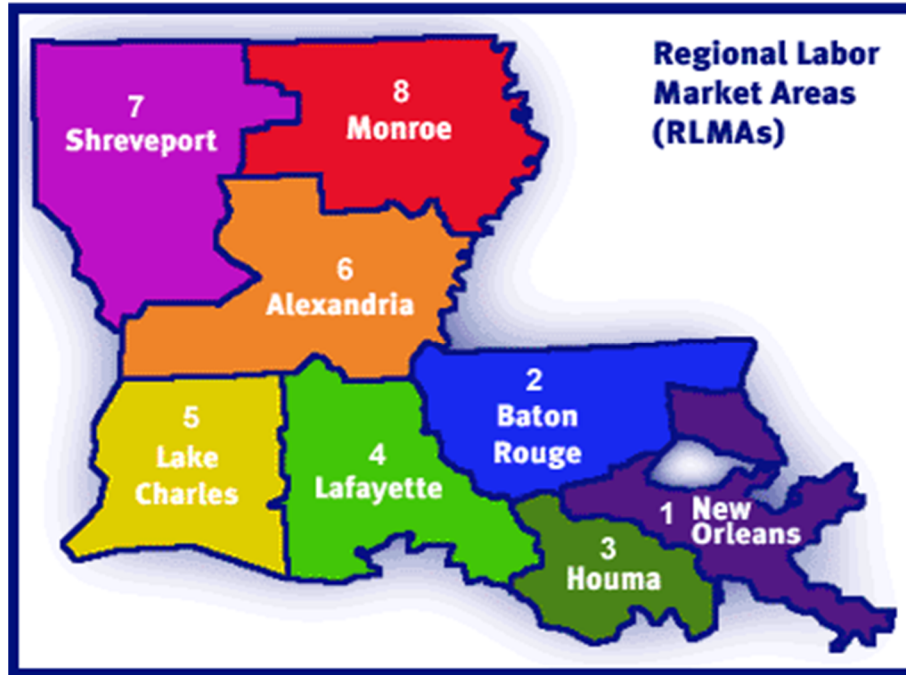 Regional Labor
Market Areas
(RLMAs)
7
Shreveport
8
Monroe
6
Alexandria
5
Lake
Charles
4
Lafayette
2
Baton
Rouge
1 New
Orleans
3
Houma